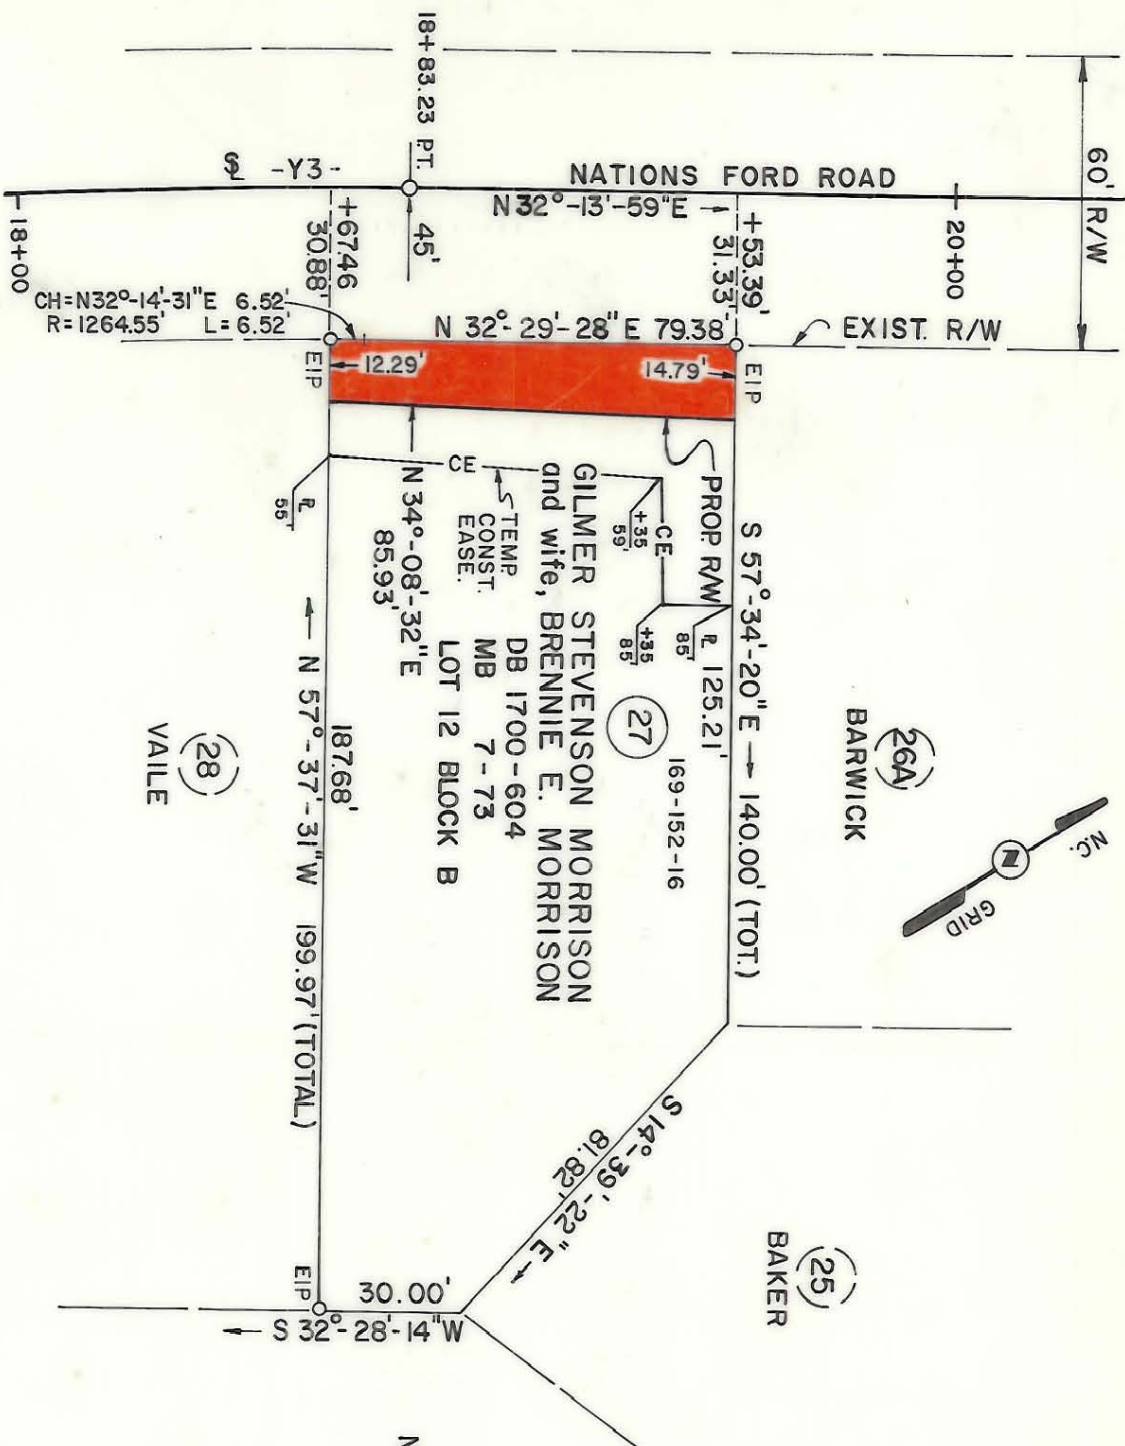 18+83.23 PT.
60' R/W
℄ -Y3-
NATIONS FORD ROAD
N 32°-13'-59"E →
18+00
+67.46
30.88'
45'
+53.39'
31.33'
20+00
CH=N32°-14'-31"E 6.52'
R=1264.55' L=6.52'
N 32°-29'-28"E 79.38'
EXIST. R/W
EIP
12.29'
14.79'
EIP
CE
TEMP.
CONST.
EASE.
N 34°-08'-32"E
85.93'
PROP. R/W
CE
+35
59'
+35
85'
℄
85'
℄
65'
S 57°-34'-20"E → 140.00' (TOT.)
125.21'
27
169-152-16
GILMER STEVENSON MORRISON
and wife, BRENNIE E. MORRISON
DB 1700-604
MB 7-73
LOT 12 BLOCK B
← N 57°-37'-31"W 199.97' (TOTAL)
187.68'
28
VAILE
26A
BARWICK
N.C.
N
GRID
S 14°-39'-22"E →
81.82'
25
BAKER
EIP
30.00'
← S 32°-28'-14"W
N